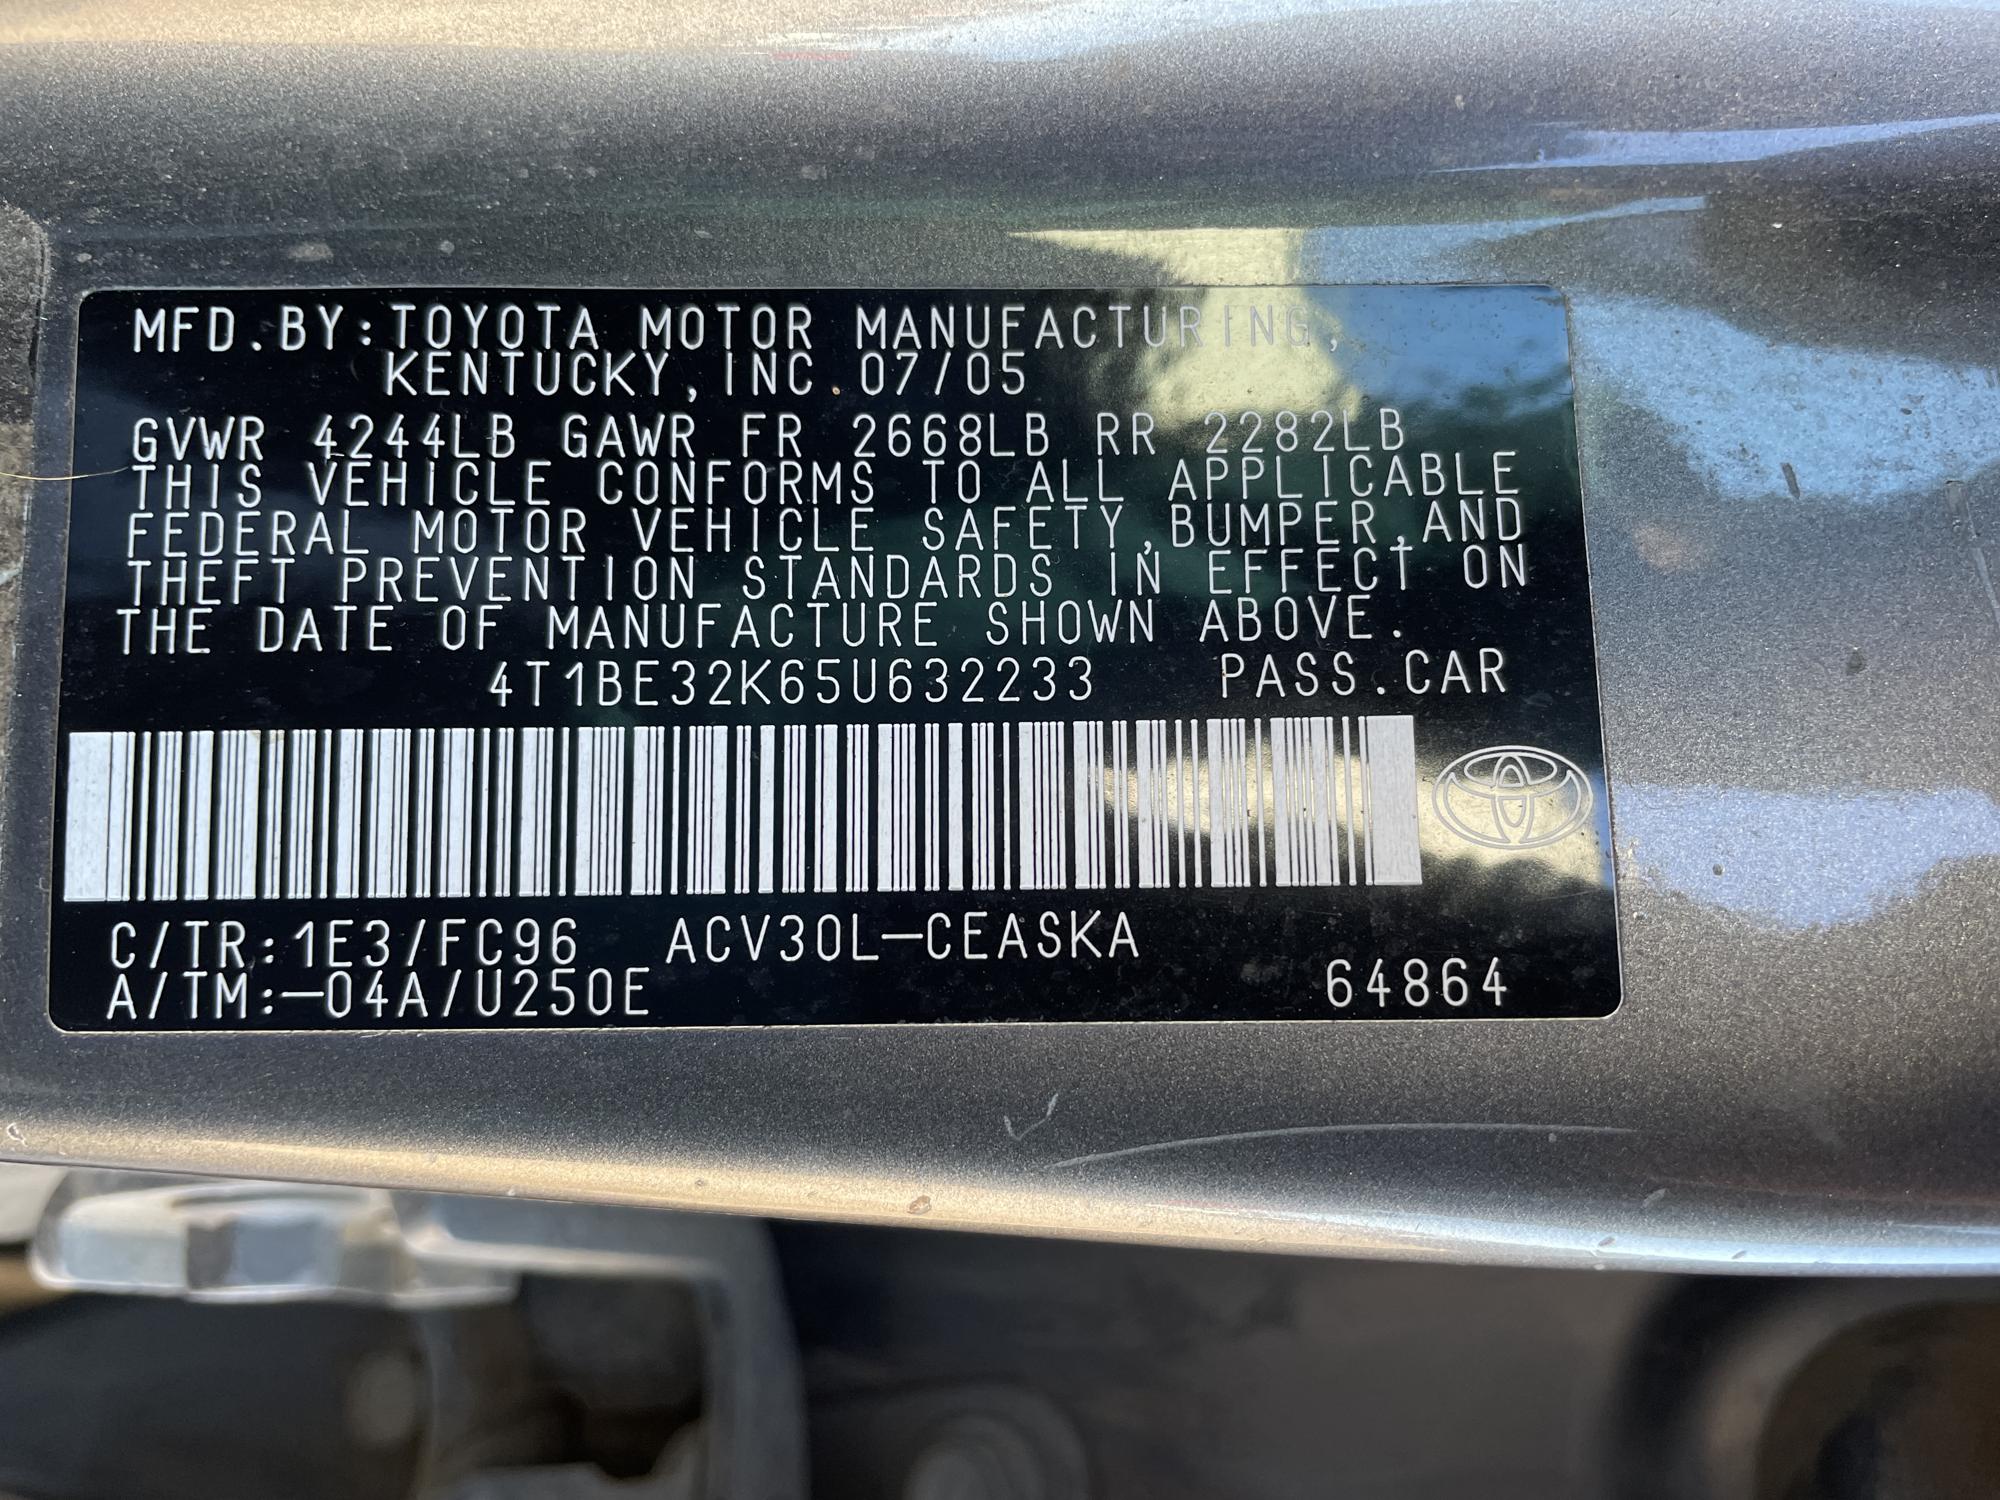 MFD.BY:TOYOTA MOTOR MANUFACTURING,
KENTUCKY,INC.07/05
GVWR 4244LB GAWR FR 2668LB RR 2282LB
THIS VEHICLE CONFORMS TO ALL APPLICABLE
FEDERAL MOTOR VEHICLE SAFETY,BUMPER,AND
THEFT PREVENTION STANDARDS IN EFFECT ON
THE DATE OF MANUFACTURE SHOWN ABOVE.
4T1BE32K65U632233 PASS.CAR
C/TR:1E3/FC96 ACV30L-CEASKA
A/TM:-04A/U250E 64864